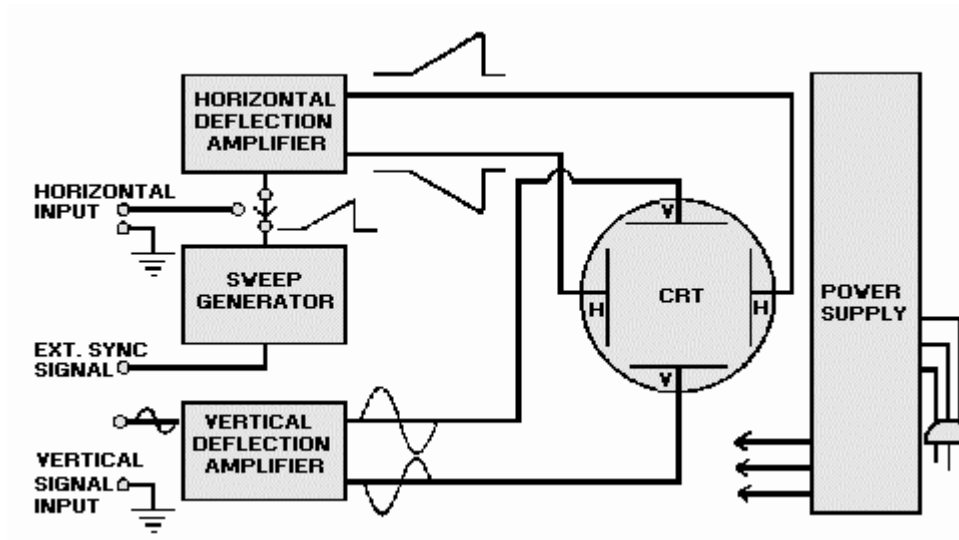 HORIZONTAL
DEFLECTION
AMPLIFIER
HORIZONTAL
INPUT
SWEEP
GENERATOR
EXT. SYNC
SIGNAL
VERTICAL
DEFLECTION
AMPLIFIER
VERTICAL
SIGNAL
INPUT
V
H
CRT
H
V
POWER
SUPPLY